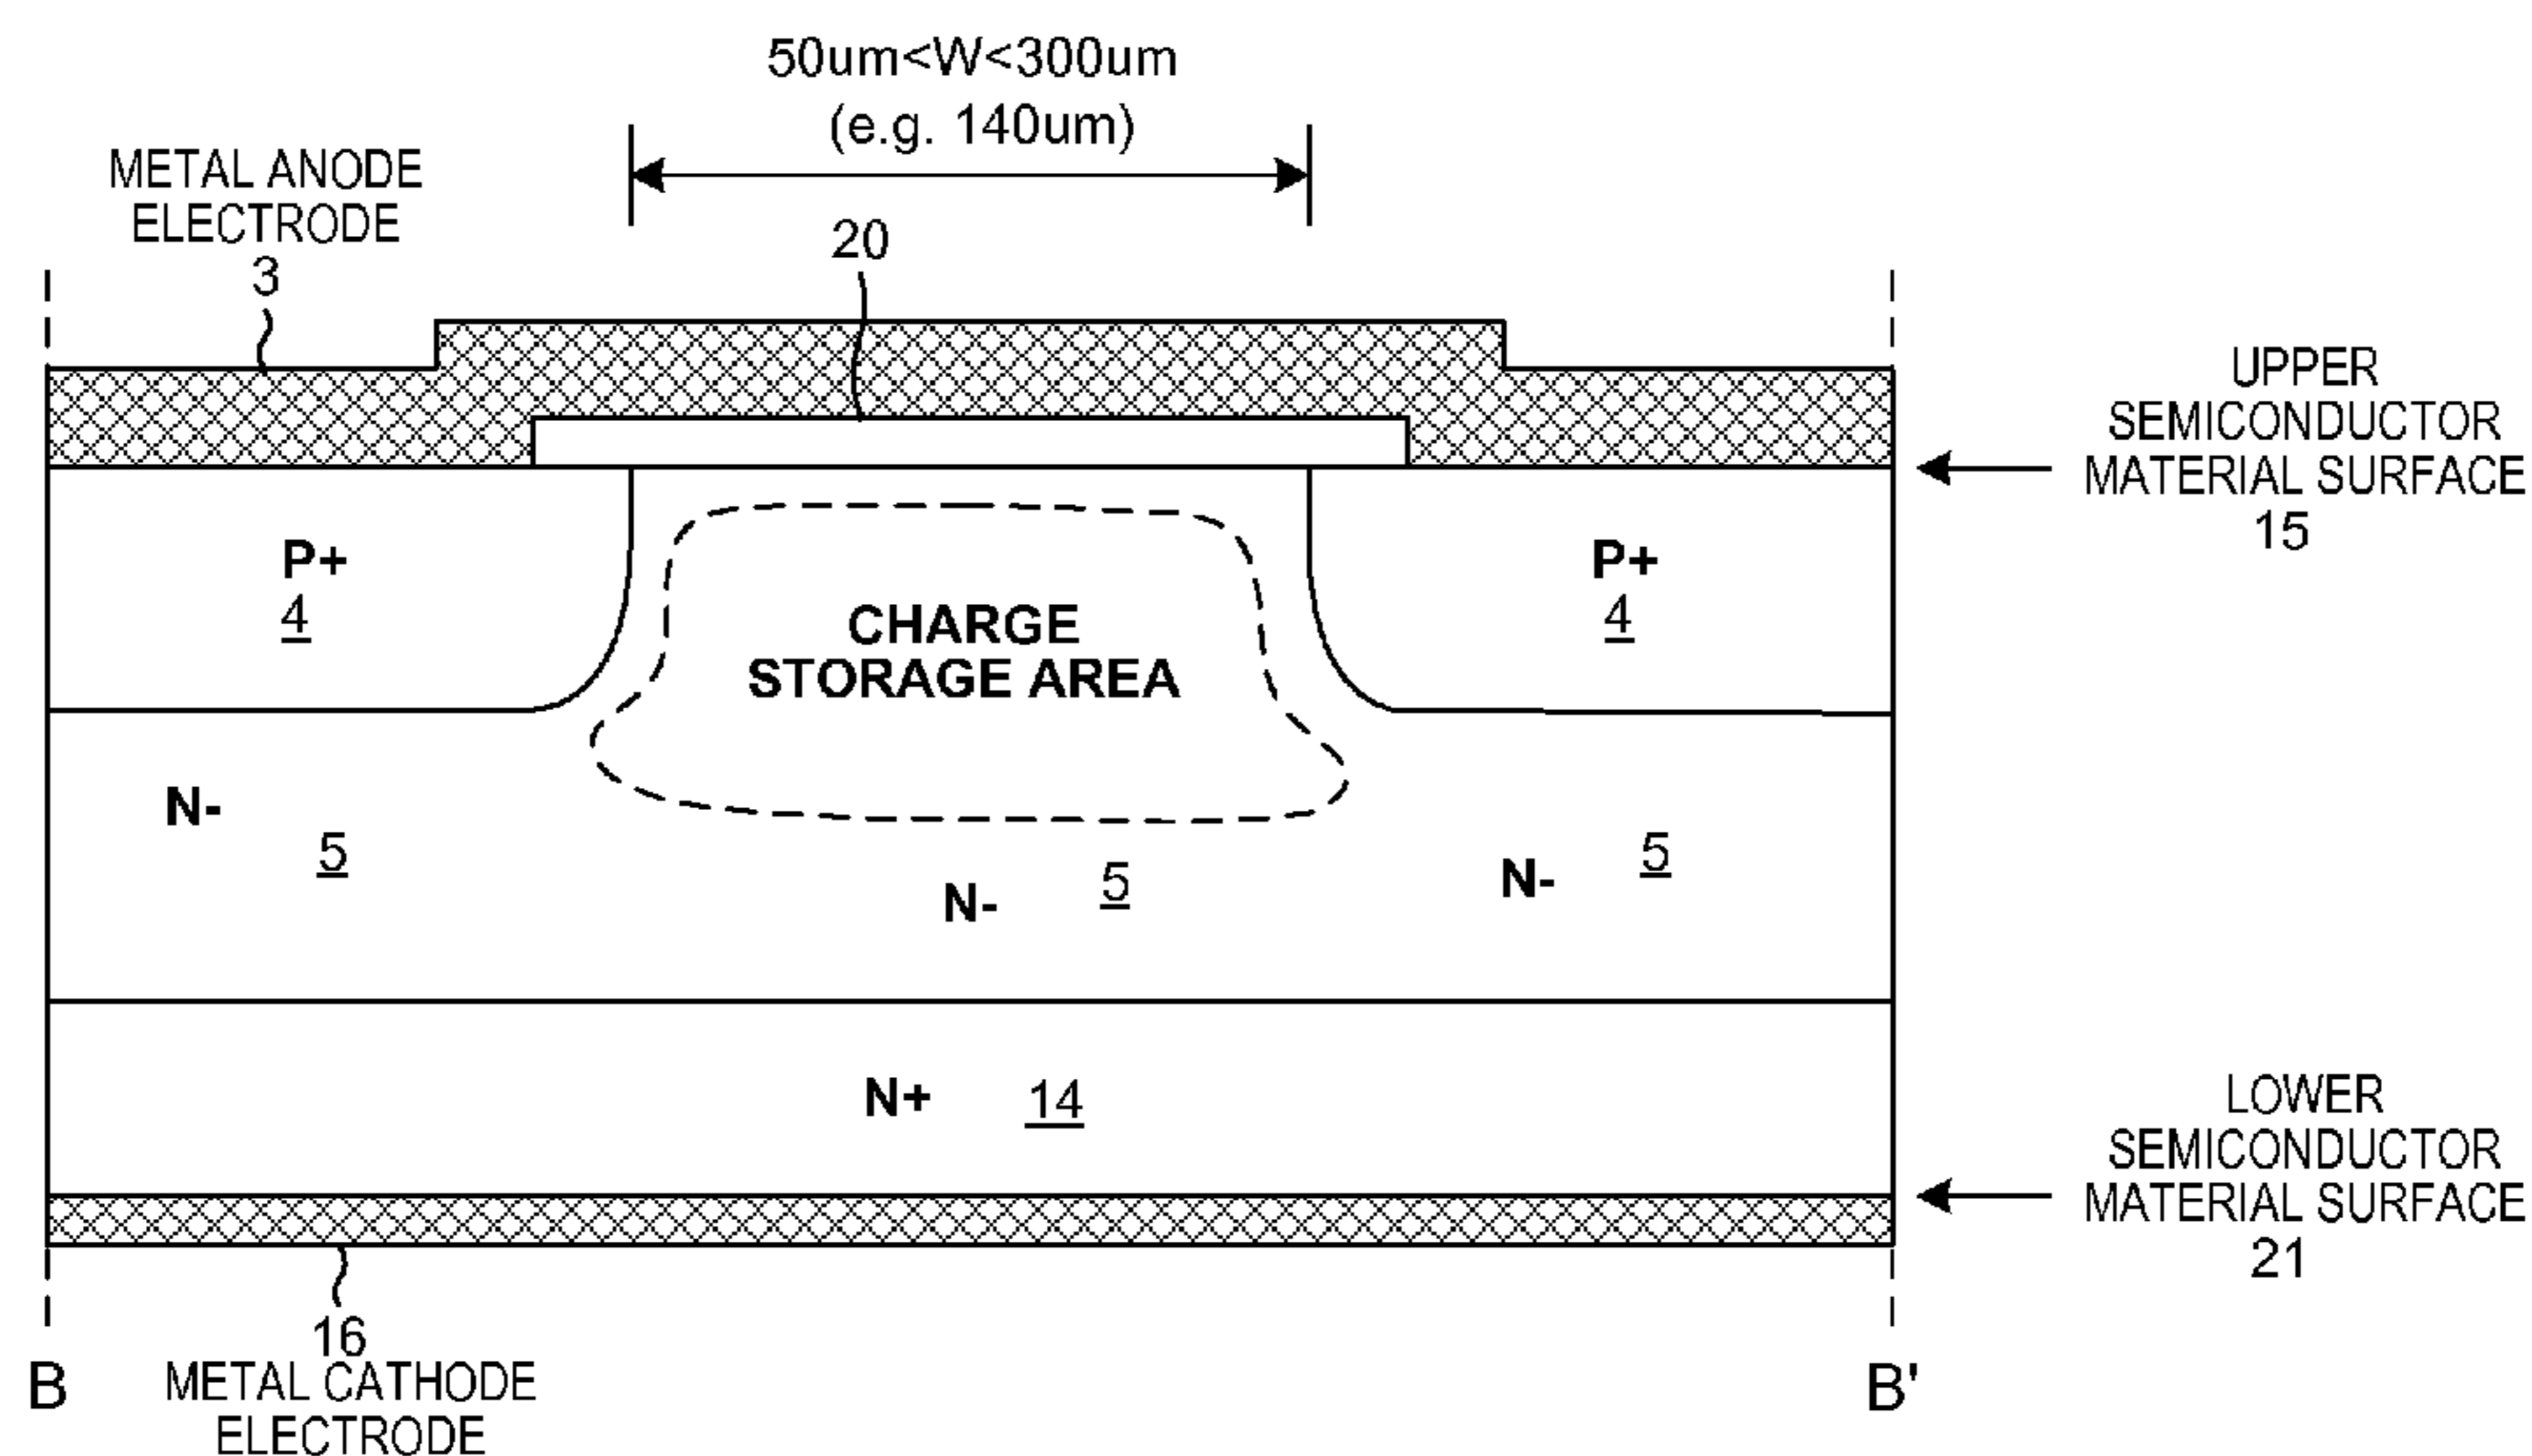 50um<W<300um
(e.g. 140um)
METAL ANODE
ELECTRODE
3
20
UPPER
SEMICONDUCTOR
MATERIAL SURFACE
15
P+
4
CHARGE
STORAGE AREA
P+
4
N-
5
N-
5
N-
5
N+ 14
LOWER
SEMICONDUCTOR
MATERIAL SURFACE
21
16
METAL CATHODE
ELECTRODE
B
B'